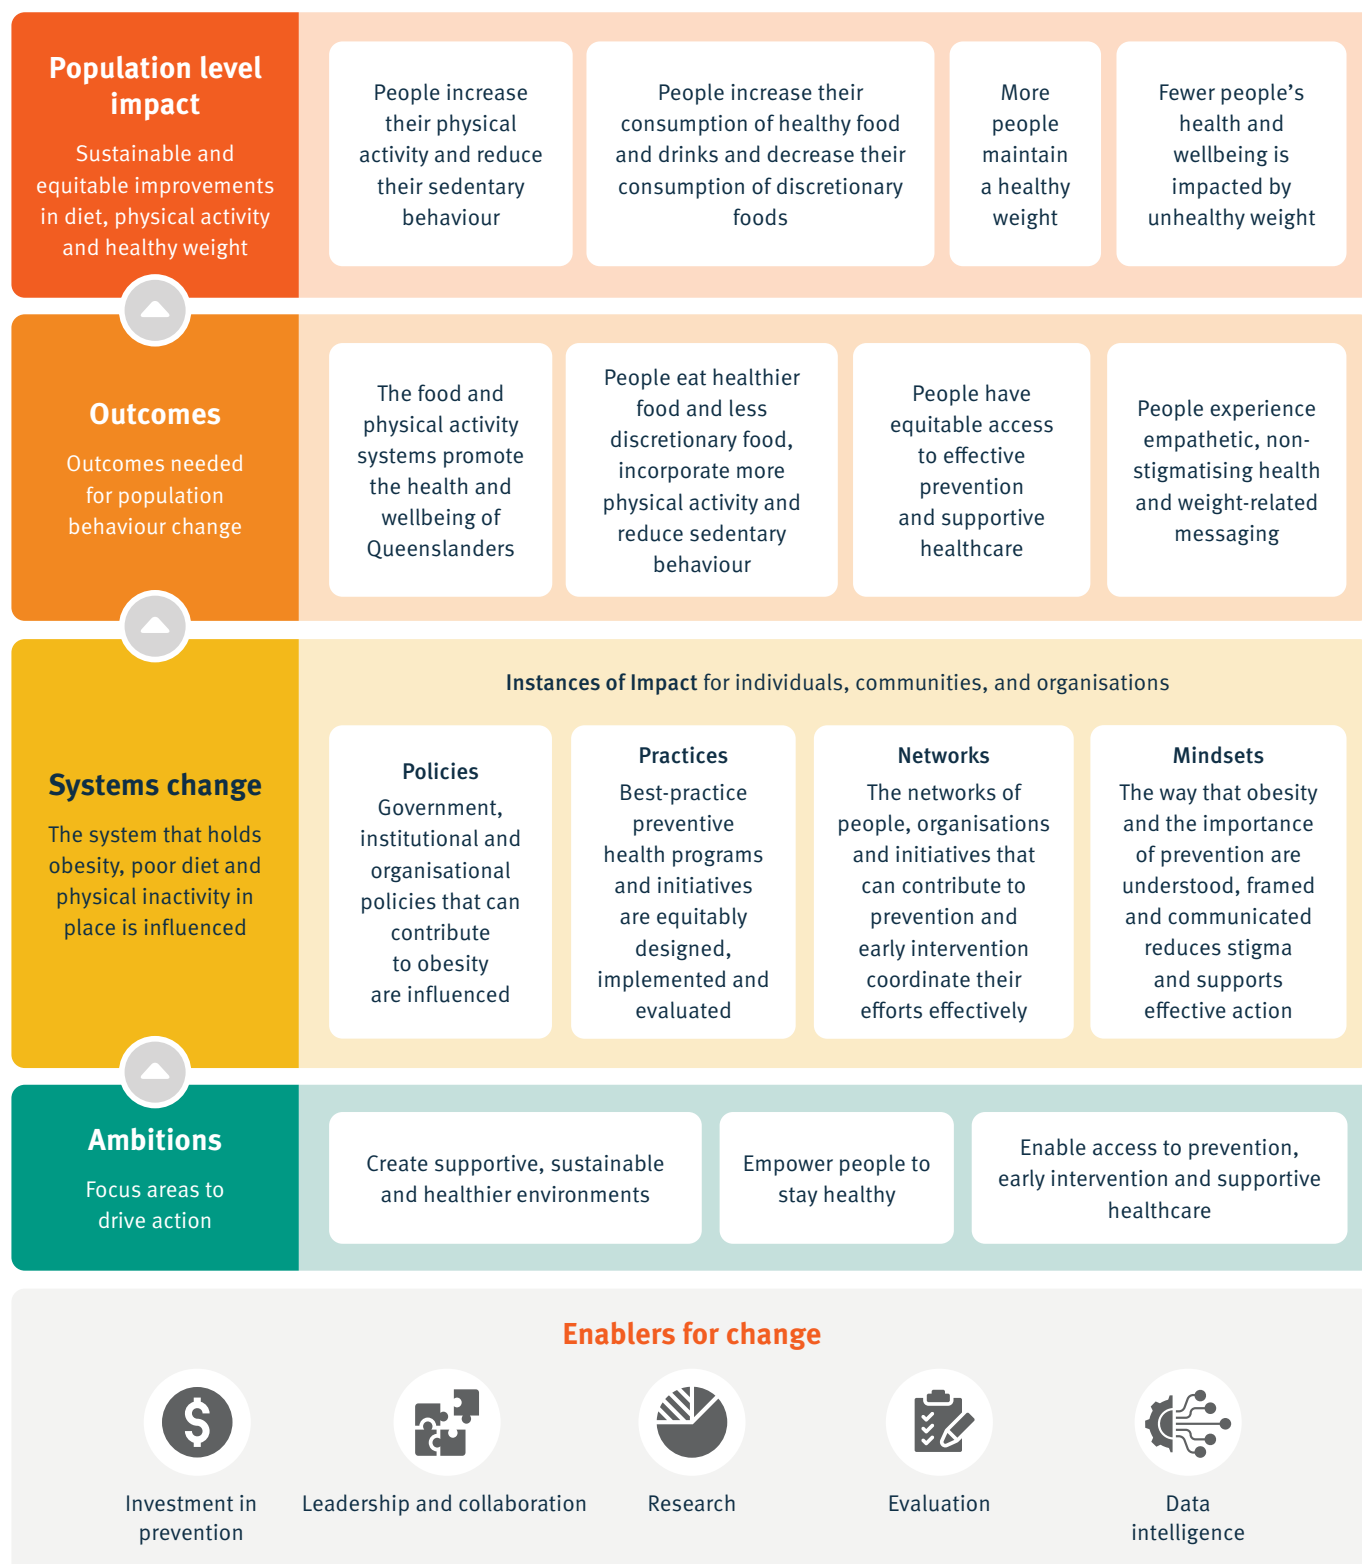 Population level
impact
Sustainable and
equitable improvements
in diet, physical activity
and healthy weight
People increase
their physical
activity and reduce
their sedentary
behaviour
People increase their
consumption of healthy food
and drinks and decrease their
consumption of discretionary
foods
More
people
maintain
a healthy
weight
Fewer people’s
health and
wellbeing is
impacted by
unhealthy weight
Outcomes
Outcomes needed
for population
behaviour change
The food and
physical activity
systems promote
the health and
wellbeing of
Queenslanders
People eat healthier
food and less
discretionary food,
incorporate more
physical activity and
reduce sedentary
behaviour
People have
equitable access
to effective
prevention
and supportive
healthcare
People experience
empathetic, non-
stigmatising health
and weight-related
messaging
Systems change
The system that holds
obesity, poor diet and
physical inactivity in
place is influenced
Instances of Impact for individuals, communities, and organisations
Policies
Government,
institutional and
organisational
policies that can
contribute
to obesity
are influenced
Practices
Best-practice
preventive
health programs
and initiatives
are equitably
designed,
implemented and
evaluated
Networks
The networks of
people, organisations
and initiatives that
can contribute to
prevention and
early intervention
coordinate their
efforts effectively
Mindsets
The way that obesity
and the importance
of prevention are
understood, framed
and communicated
reduces stigma
and supports
effective action
Ambitions
Focus areas to
drive action
Create supportive, sustainable
and healthier environments
Empower people to
stay healthy
Enable access to prevention,
early intervention and supportive
healthcare
Enablers for change
$
Investment in
prevention
Leadership and collaboration
Research
Evaluation
Data
intelligence